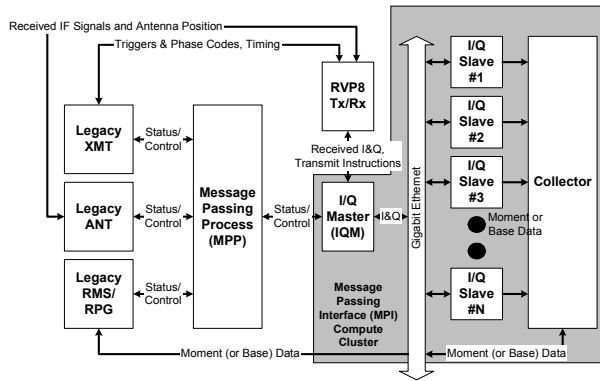 Received IF Signals and Antenna Position
Triggers & Phase Codes, Timing
RVP8
Tx/Rx
Legacy
XMT
Status/
Control
Received I&Q,
Transmit Instructions
Message
Passing
Process
(MPP)
Legacy
ANT
Status/
Control
Status/
Control
I/Q
Master
(IQM)
I&Q
Gigabit Ethernet
Legacy
RMS/
RPG
Status/
Control
Message
Passing
Interface (MPI)
Compute
Cluster
I/Q
Slave
#1
I/Q
Slave
#2
I/Q
Slave
#3
Moment or
Base Data
I/Q
Slave
#N
Collector
Moment (or Base) Data
Moment (or Base) Data